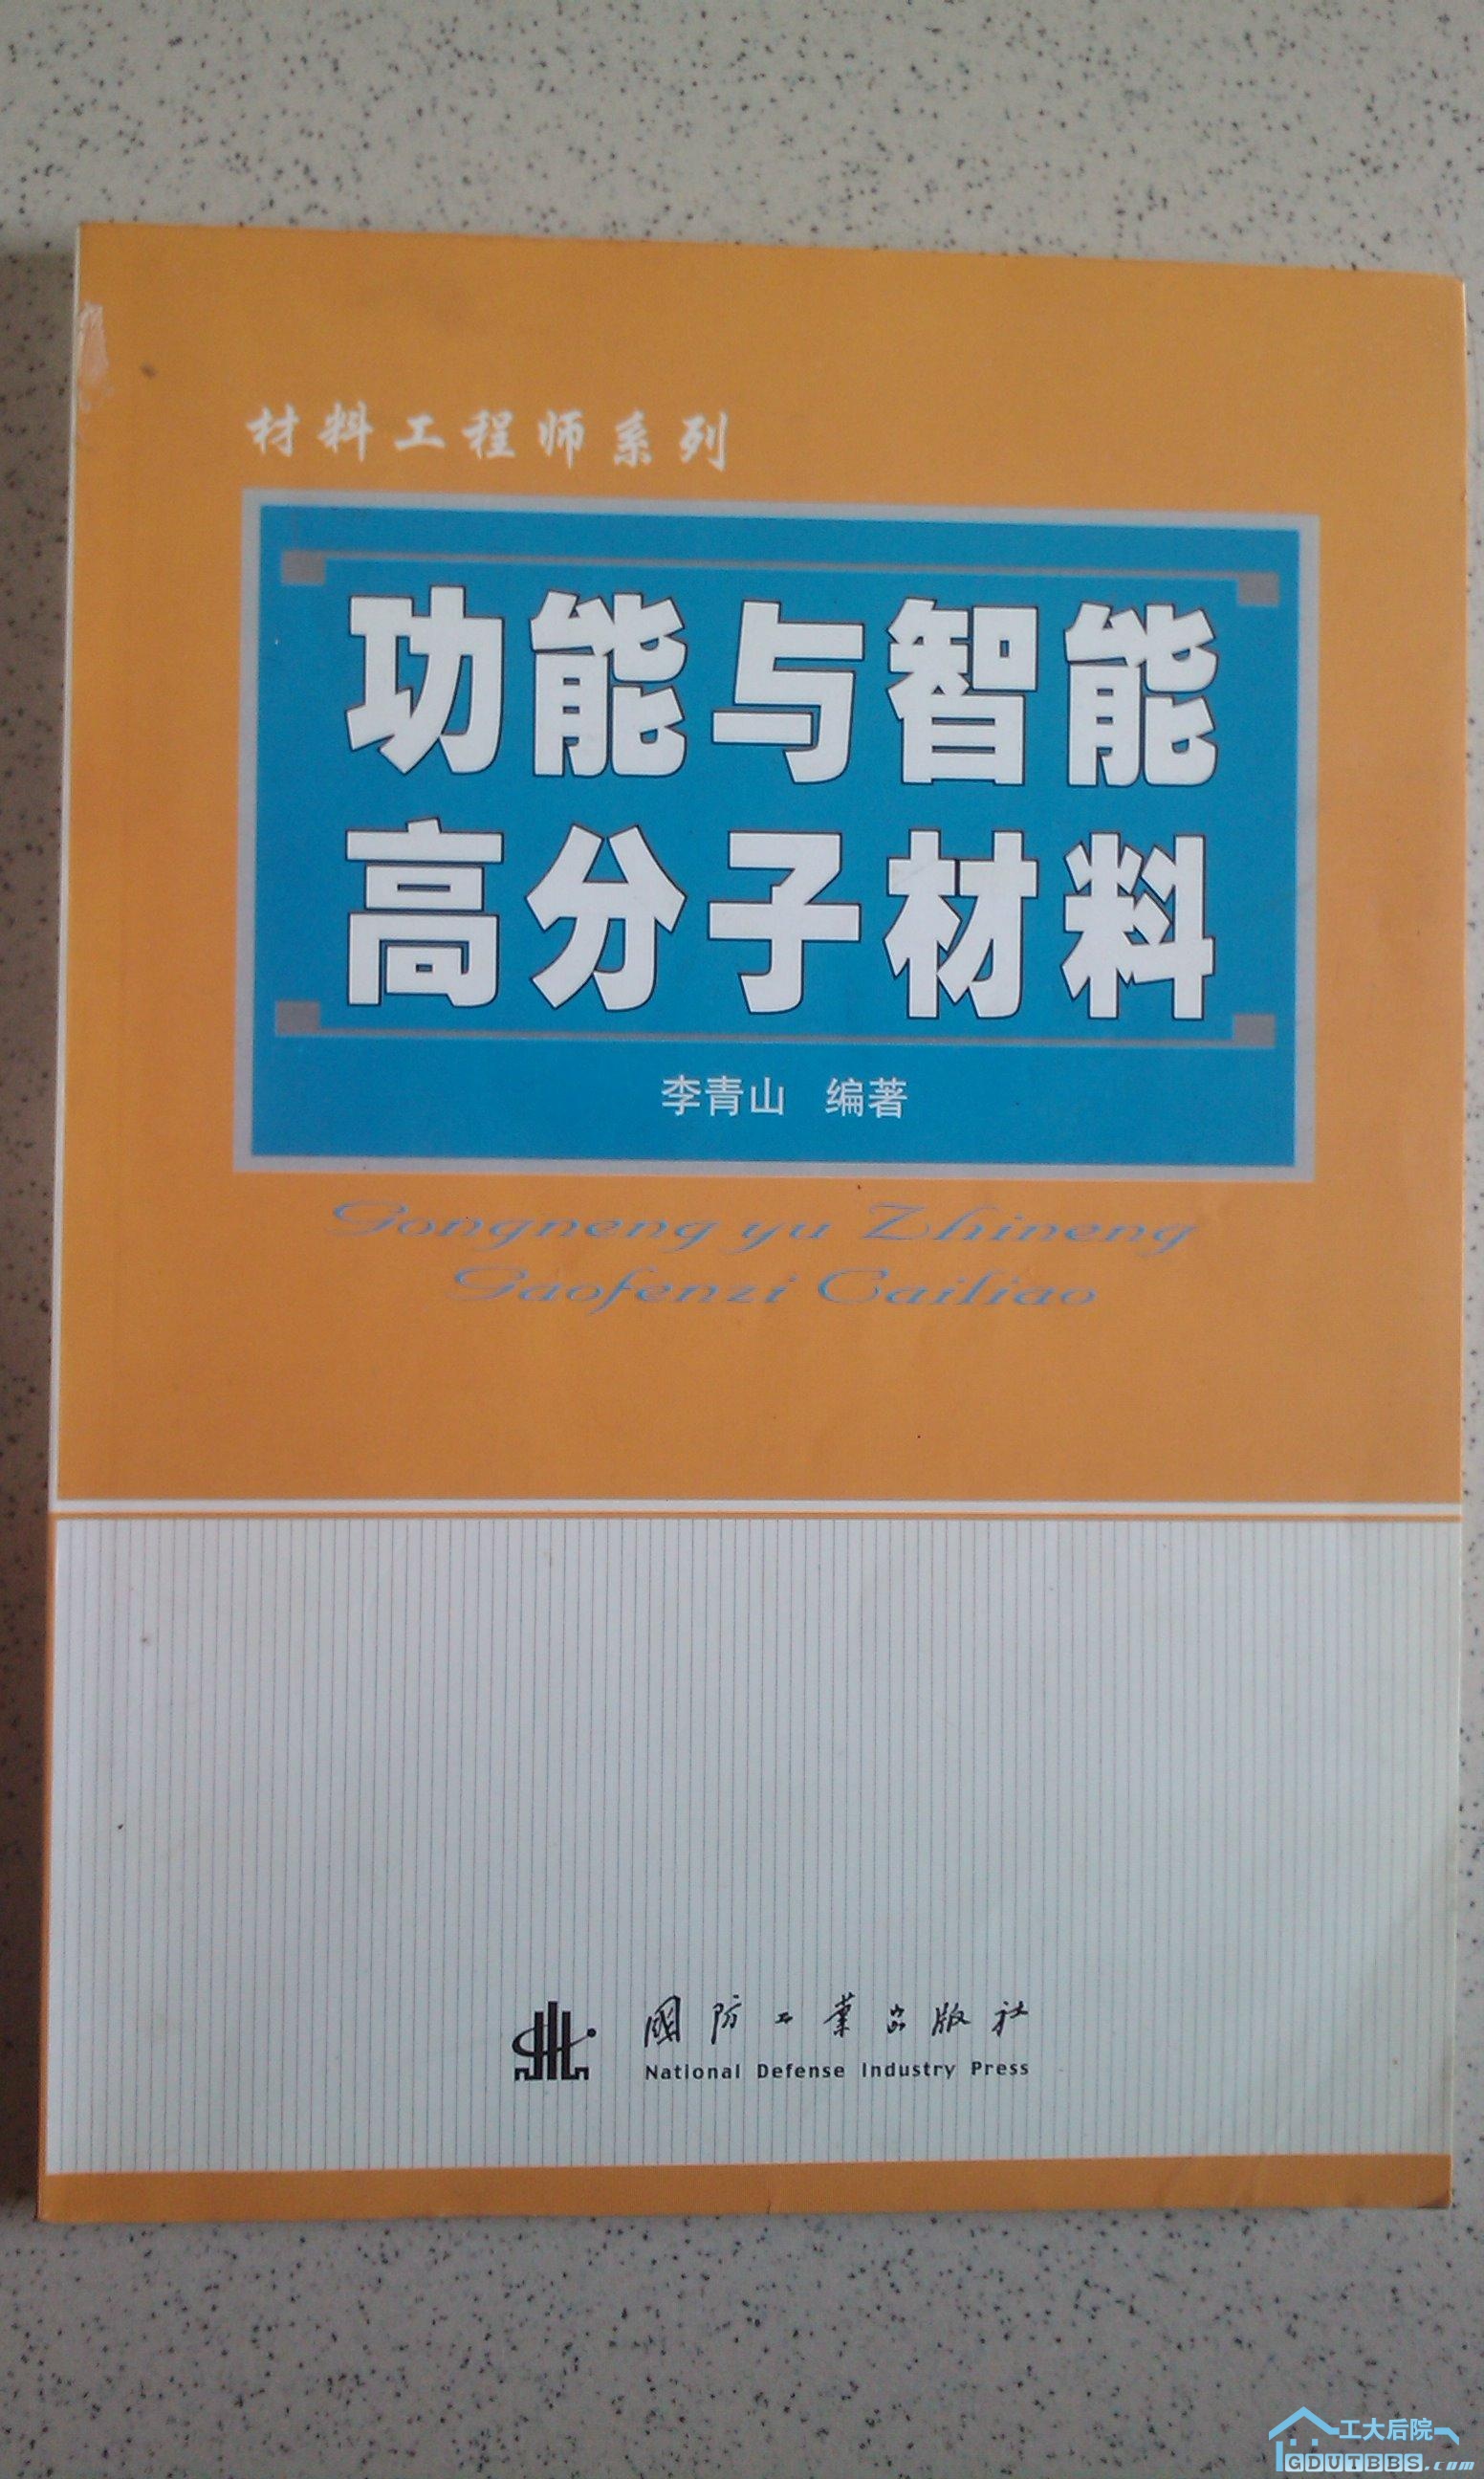 材料工程师系列
功能与智能
高分子材料
李青山 编著
Gongneng yu Zhineng
Gaofenzi Cailiao
國防工業出版社
National Defense Industry Press
工大后院
GDUTBBS.com